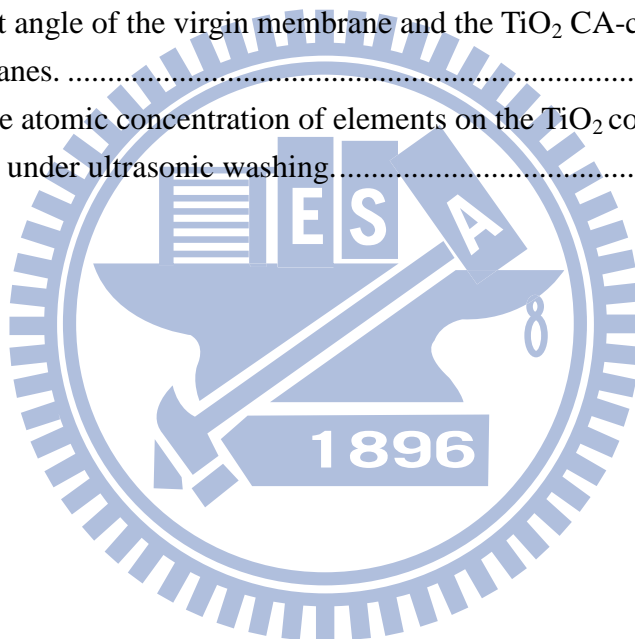 t angle of the virgin membrane and the TiO₂ CA-c
anes. ................................................................................
e atomic concentration of elements on the TiO₂ co
under ultrasonic washing...............................................
E S A
1896